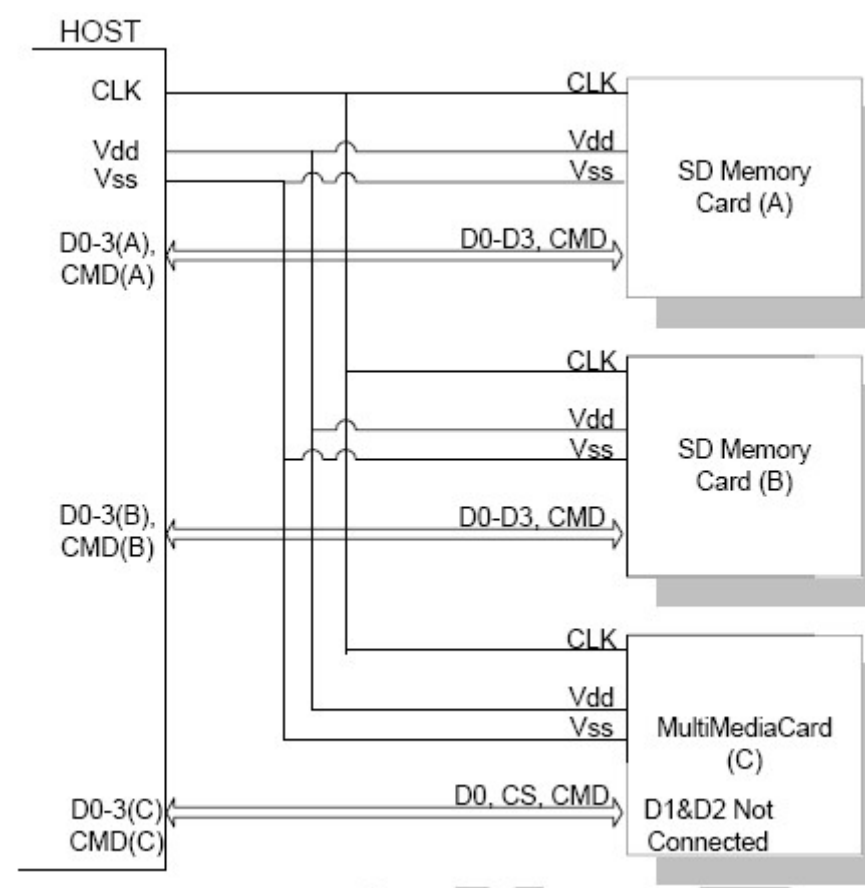 HOST
CLK
Vdd
Vss
D0-3(A),
CMD(A)
CLK
Vdd
Vss
D0-D3, CMD
SD Memory
Card (A)
D0-3(B),
CMD(B)
CLK
Vdd
Vss
D0-D3, CMD
SD Memory
Card (B)
D0-3(C)
CMD(C)
CLK
Vdd
Vss
D0, CS, CMD
MultiMediaCard
(C)
D1&D2 Not
Connected